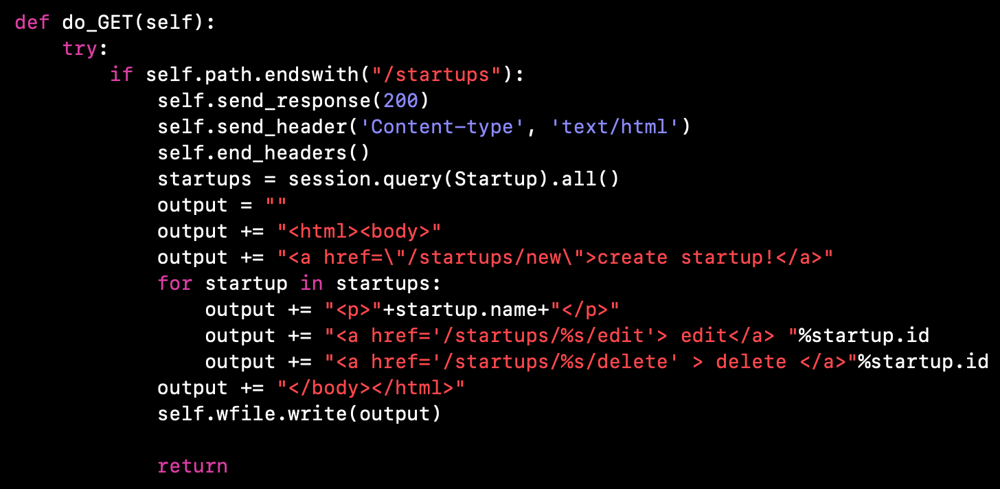 def do_GET(self):
    try:
        if self.path.endswith("/startups"):
            self.send_response(200)
            self.send_header('Content-type', 'text/html')
            self.end_headers()
            startups = session.query(Startup).all()
            output = ""
            output += "<html><body>"
            output += "<a href=\"/startups/new\">create startup!</a>"
            for startup in startups:
                output += "<p>"+startup.name+"</p>"
                output += "<a href='/startups/%s/edit'> edit</a> "%startup.id
                output += "<a href='/startups/%s/delete' > delete </a>"%startup.id
            output += "</body></html>"
            self.wfile.write(output)

            return